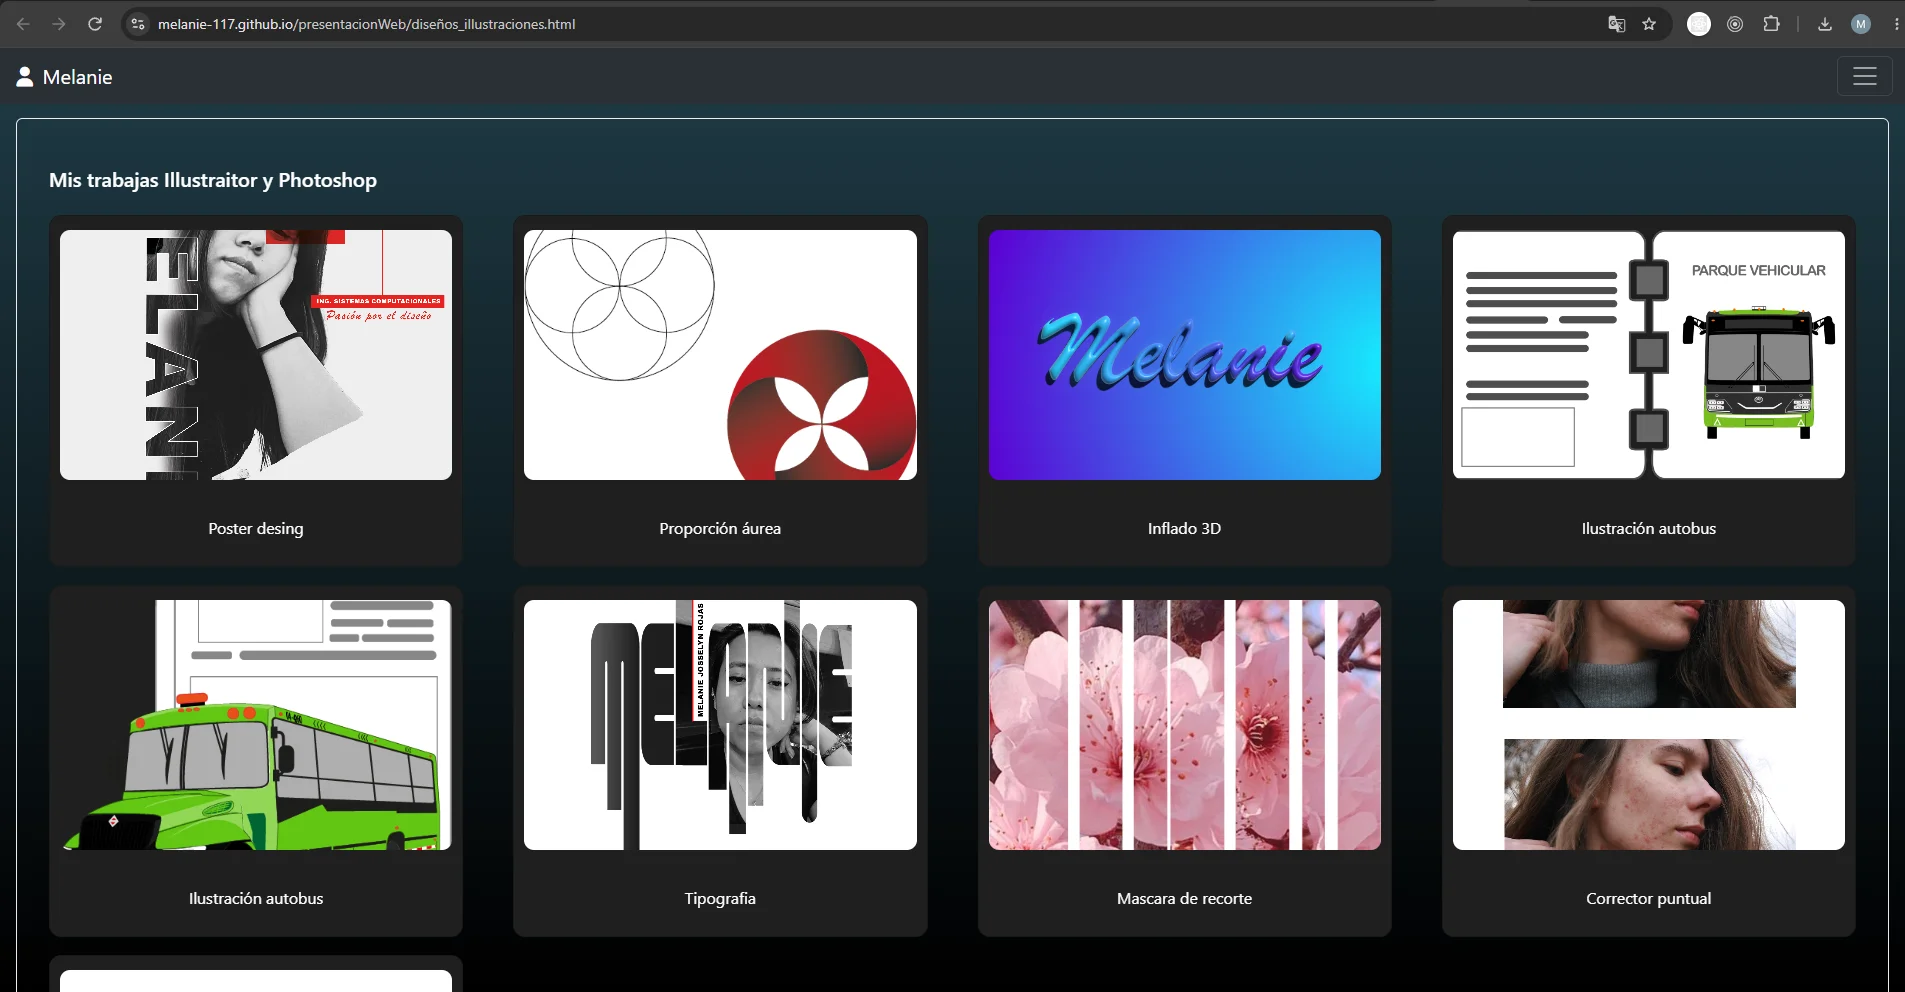 melanie-117.github.io/presentacionWeb/diseños_illustraciones.html
M
Melanie
Mis trabajas Illustraitor y Photoshop
ELANI
ING. SISTEMAS COMPUTACIONALES
Pasión por el diseño
Melanie
PARQUE VEHICULAR
Poster desing
Proporción áurea
Inflado 3D
Ilustración autobus
MELANIE
MELANIE JOSSELYN ROJAS
Ilustración autobus
Tipografia
Mascara de recorte
Corrector puntual